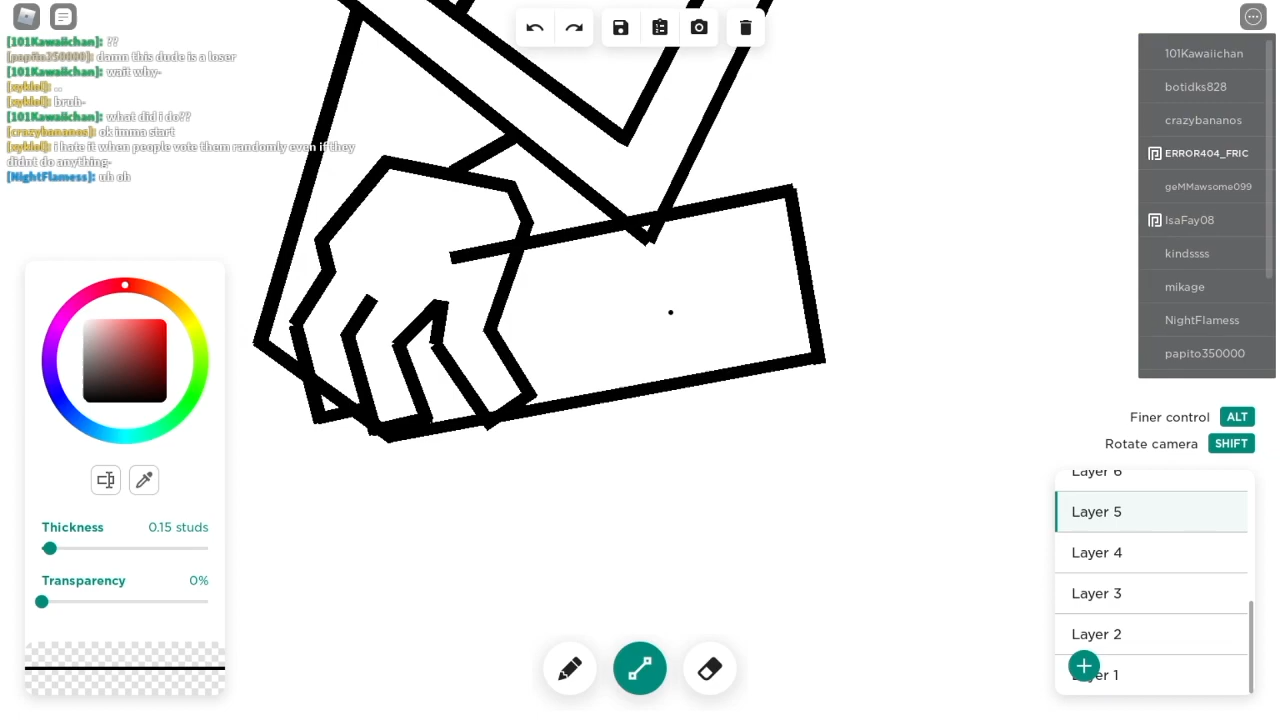 [101Kawaiichan]: ??
[papito350000]: damn this dude is a loser
[101Kawaiichan]: wait why-
..
bruh-
[101Kawaiichan]: what did i do??
[crazybananos]: ok imma start
i hate it when people vote them randomly even if they
didnt do anything-
[NightFlamess]: uh oh
101Kawaiichan
botidks828
crazybananos
ERROR404_FRIC
geMMawsome099
IsaFay08
kindssss
mikage
NightFlamess
papito350000
Finer control ALT
Rotate camera SHIFT
Thickness 0.15 studs
Transparency 0%
Layer 6
Layer 5
Layer 4
Layer 3
Layer 2
Layer 1